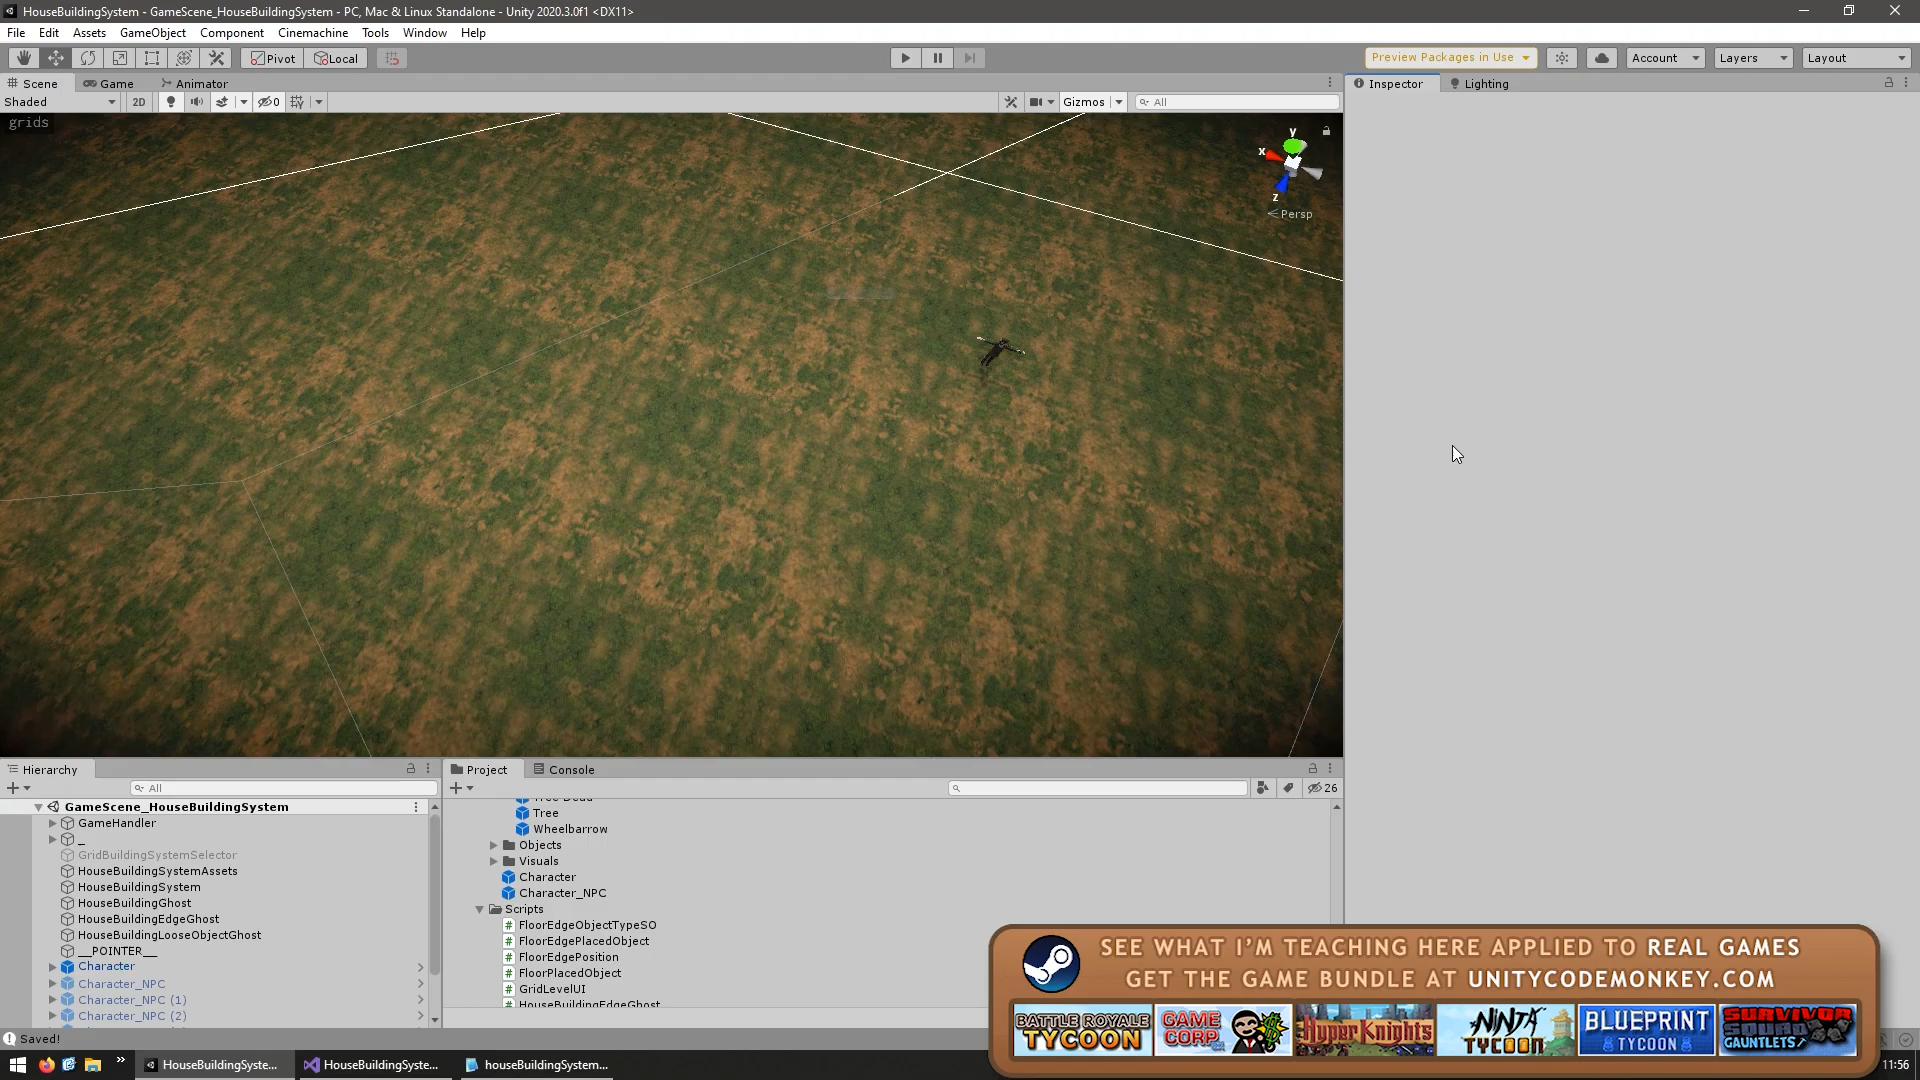 HouseBuildingSystem - GameScene_HouseBuildingSystem - PC, Mac & Linux Standalone - Unity 2020.3.0f1 <DX11>
File Edit Assets GameObject Component Cinemachine Tools Window Help
Pivot Local Preview Packages in Use Account Layers Layout
Scene Game Animator Inspector Lighting
Shaded 2D 0 Gizmos All
grids
y
x
z
Persp
Hierarchy Project Console
All 26
GameScene_HouseBuildingSystem
GameHandler
_
GridBuildingSystemSelector
HouseBuildingSystemAssets
HouseBuildingSystem
HouseBuildingGhost
HouseBuildingEdgeGhost
HouseBuildingLooseObjectGhost
__POINTER__
Character
Character_NPC
Character_NPC (1)
Character_NPC (2)
Tree Dead
Tree
Wheelbarrow
Objects
Visuals
Character
Character_NPC
Scripts
FloorEdgeObjectTypeSO
FloorEdgePlacedObject
FloorEdgePosition
FloorPlacedObject
GridLevelUI
HouseBuildingEdgeGhost
SEE WHAT I'M TEACHING HERE APPLIED TO REAL GAMES
GET THE GAME BUNDLE AT UNITYCODEMONKEY.COM
BATTLE ROYALE TYCOON
GAME CORP
HYPER KNIGHTS
NINJA TYCOON
BLUEPRINT TYCOON
SURVIVOR SQUAD GAUNTLETS
Saved!
HouseBuildingSyste... HouseBuildingSyste... houseBuildingSystem... 11:56